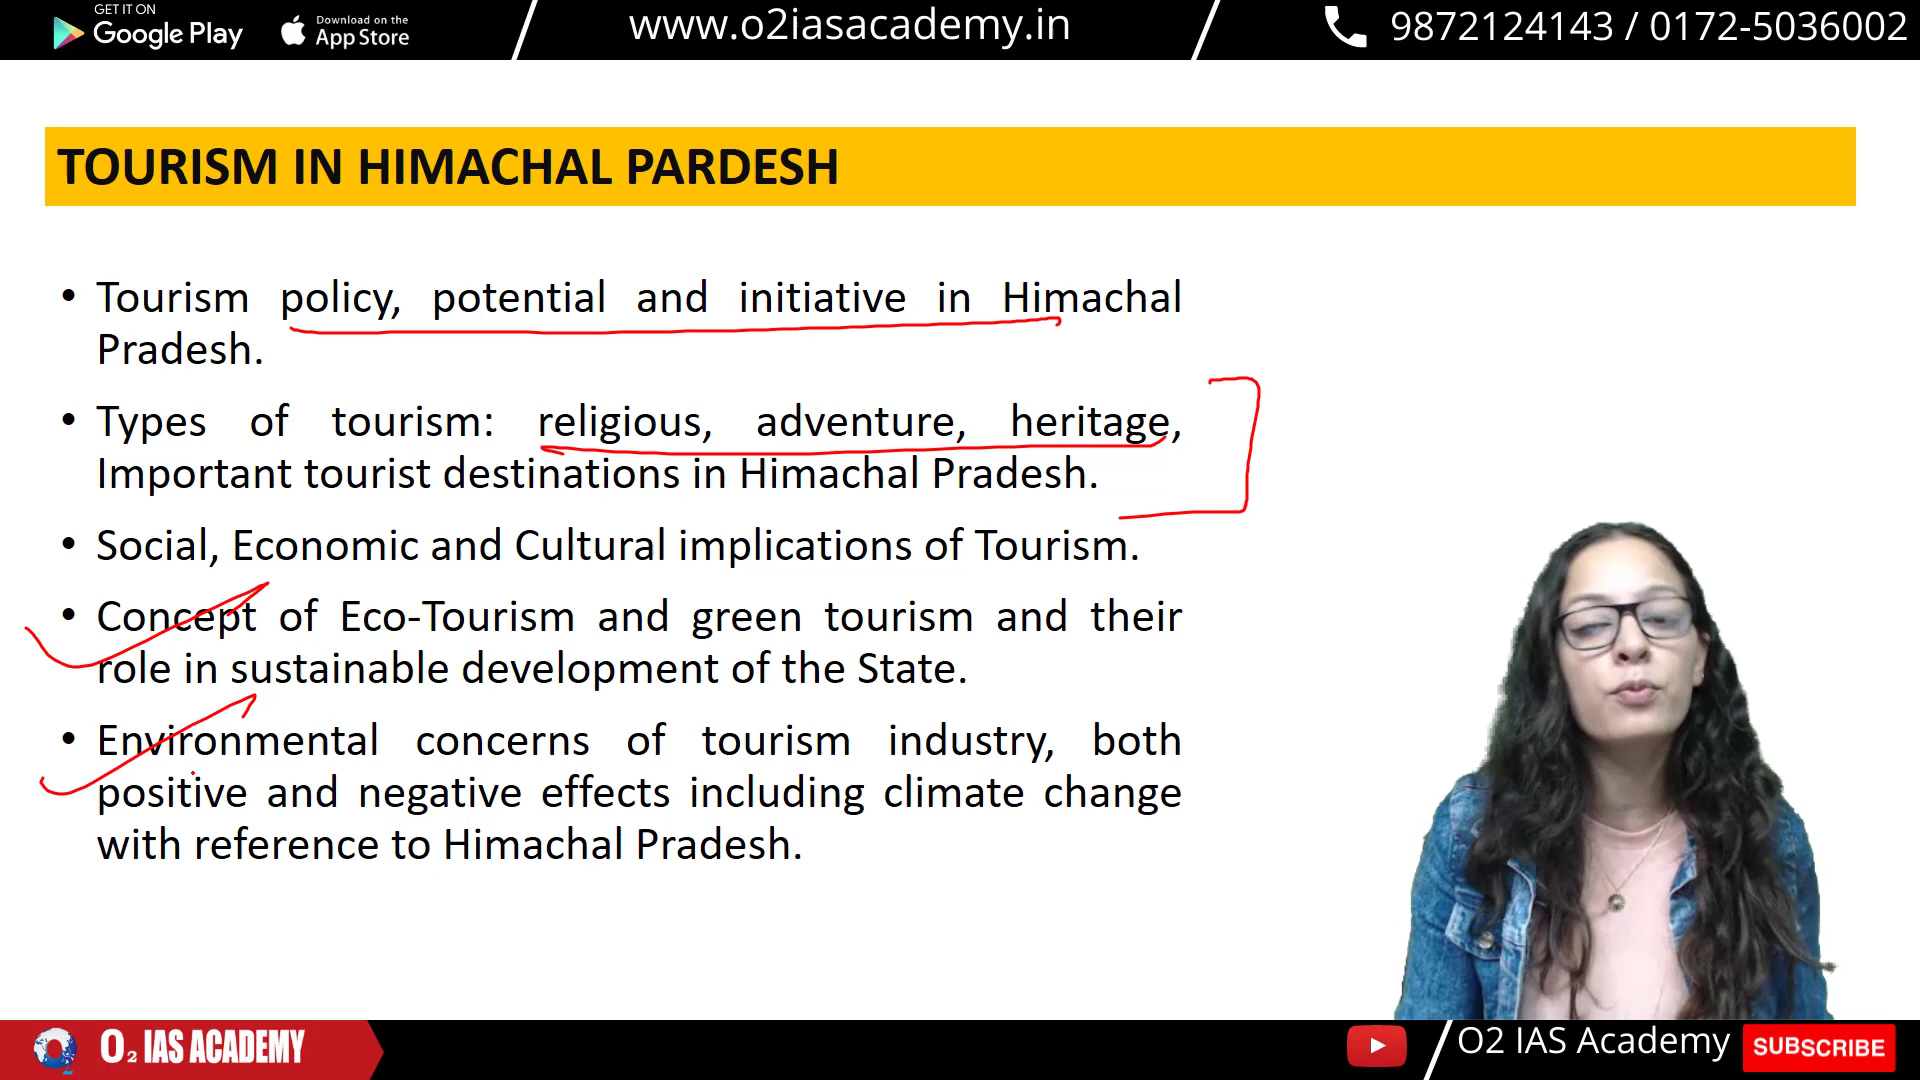 GET IT ON
Google Play
Download on the
App Store
www.o2iasacademy.in
9872124143 / 0172-5036002
TOURISM IN HIMACHAL PARDESH
• Tourism policy, potential and initiative in Himachal
Pradesh.
• Types of tourism: religious, adventure, heritage,
Important tourist destinations in Himachal Pradesh.
• Social, Economic and Cultural implications of Tourism.
• Concept of Eco-Tourism and green tourism and their
role in sustainable development of the State.
• Environmental concerns of tourism industry, both
positive and negative effects including climate change
with reference to Himachal Pradesh.
O2 IAS ACADEMY
O2 IAS Academy
SUBSCRIBE